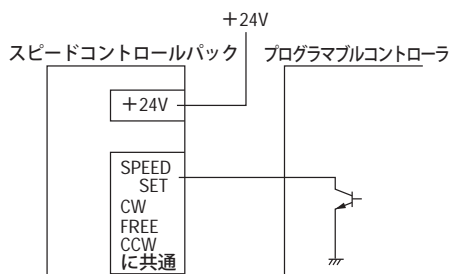 ＋24V
スピードコントロールパック
プログラマブルコントローラ
＋24V
SPEED
SET
CW
FREE
CCW
に共通